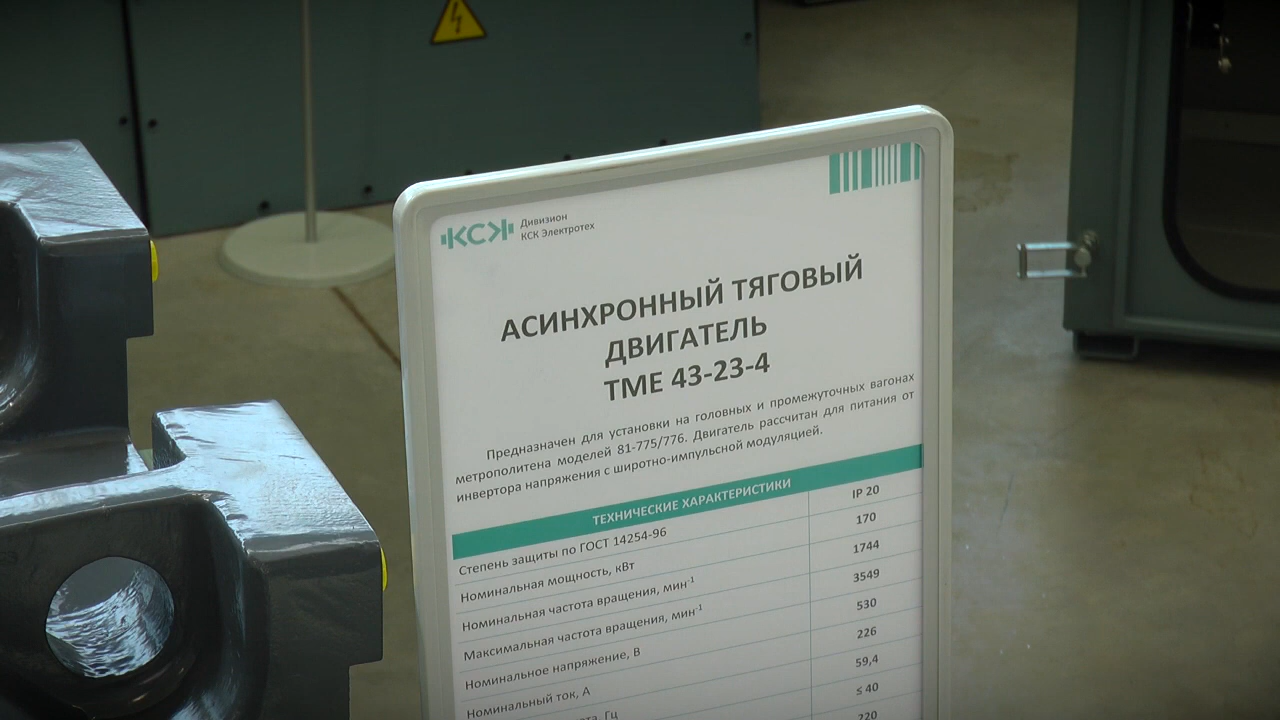 КСК
Дивизион
КСК Электротех
АСИНХРОННЫЙ ТЯГОВЫЙ
ДВИГАТЕЛЬ
ТМЕ 43-23-4
Предназначен для установки на головных и промежуточных вагонах
метрополитена моделей 81-775/776. Двигатель рассчитан для питания от
инвертора напряжения с широтно-импульсной модуляцией.
ТЕХНИЧЕСКИЕ ХАРАКТЕРИСТИКИ
Степень защиты по ГОСТ 14254-96 IP 20
Номинальная мощность, кВт 170
Номинальная частота вращения, мин-1 1744
Максимальная частота вращения, мин-1 3549
Номинальное напряжение, В 530
Номинальный ток, А 226
Гц 59,4
≤ 40
220